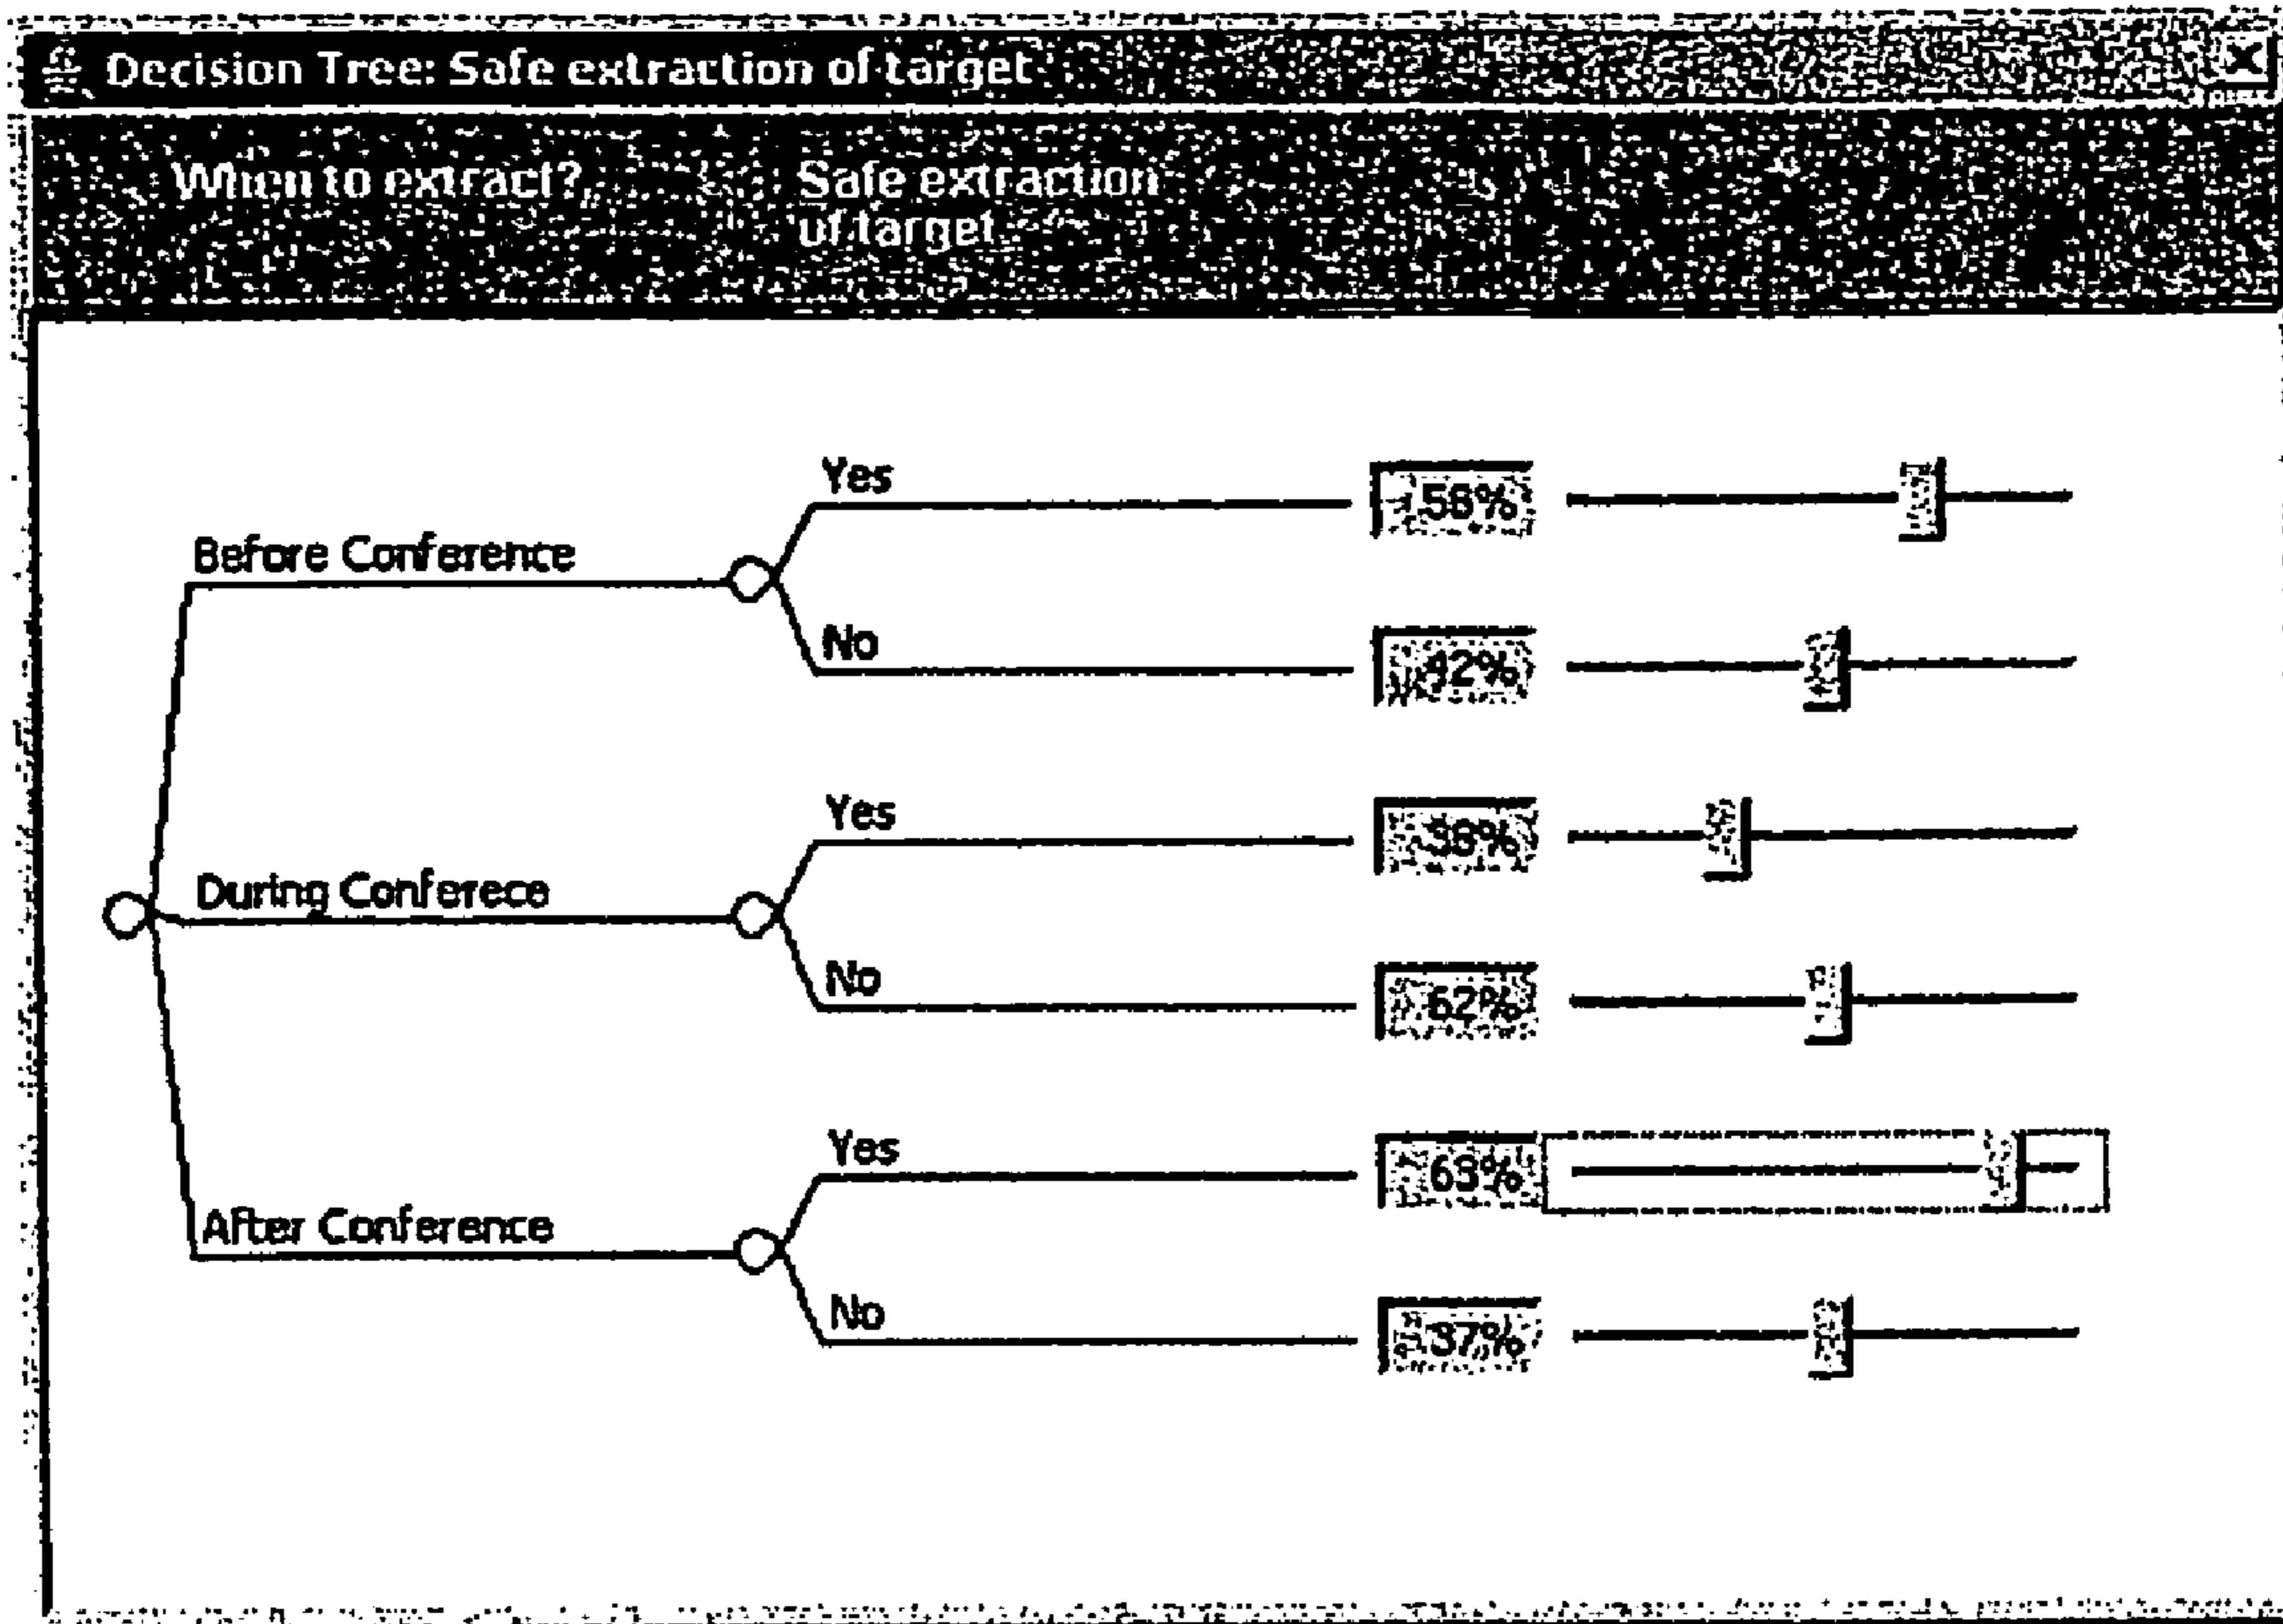 Decision Tree: Safe extraction of target
When to extract?
Safe extraction
of target
Yes
58%
Before Conference
No
42%
Yes
38%
During Conferece
No
62%
Yes
63%
After Conference
No
37%